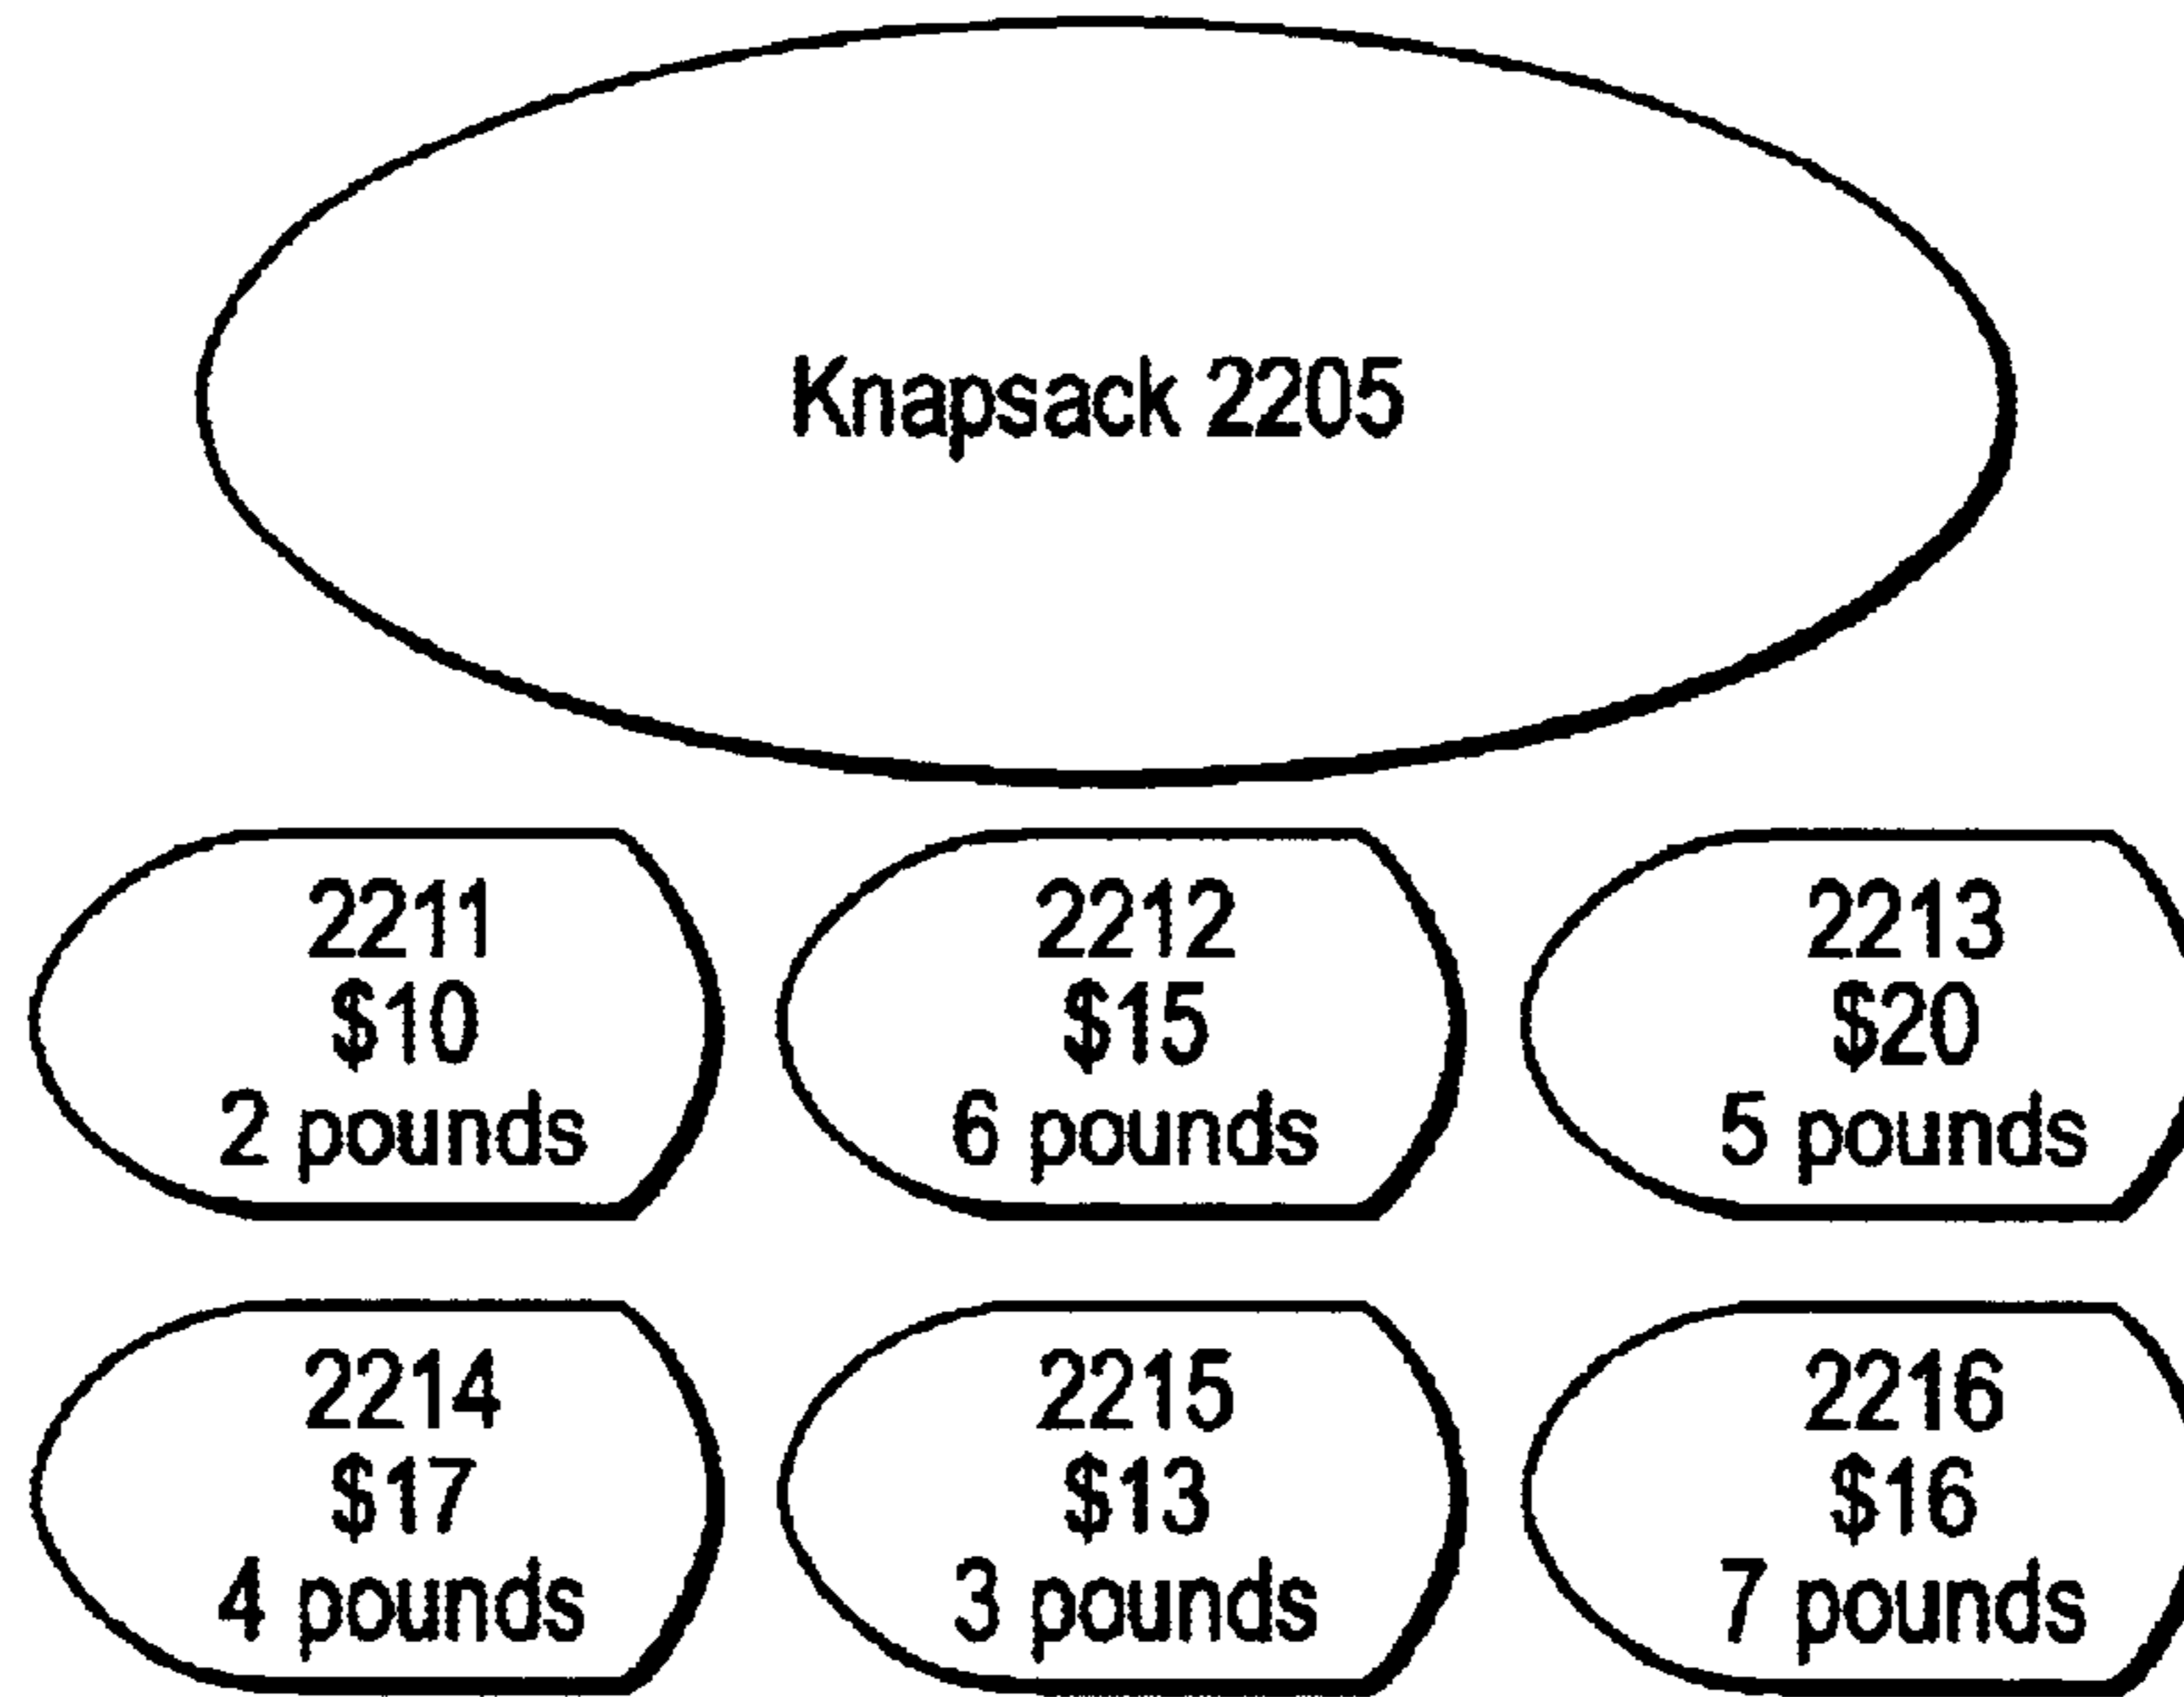 Knapsack 2205
2211
$10
2 pounds
2212
$15
6 pounds
2213
$20
5 pounds
2214
$17
4 pounds
2215
$13
3 pounds
2216
$16
7 pounds